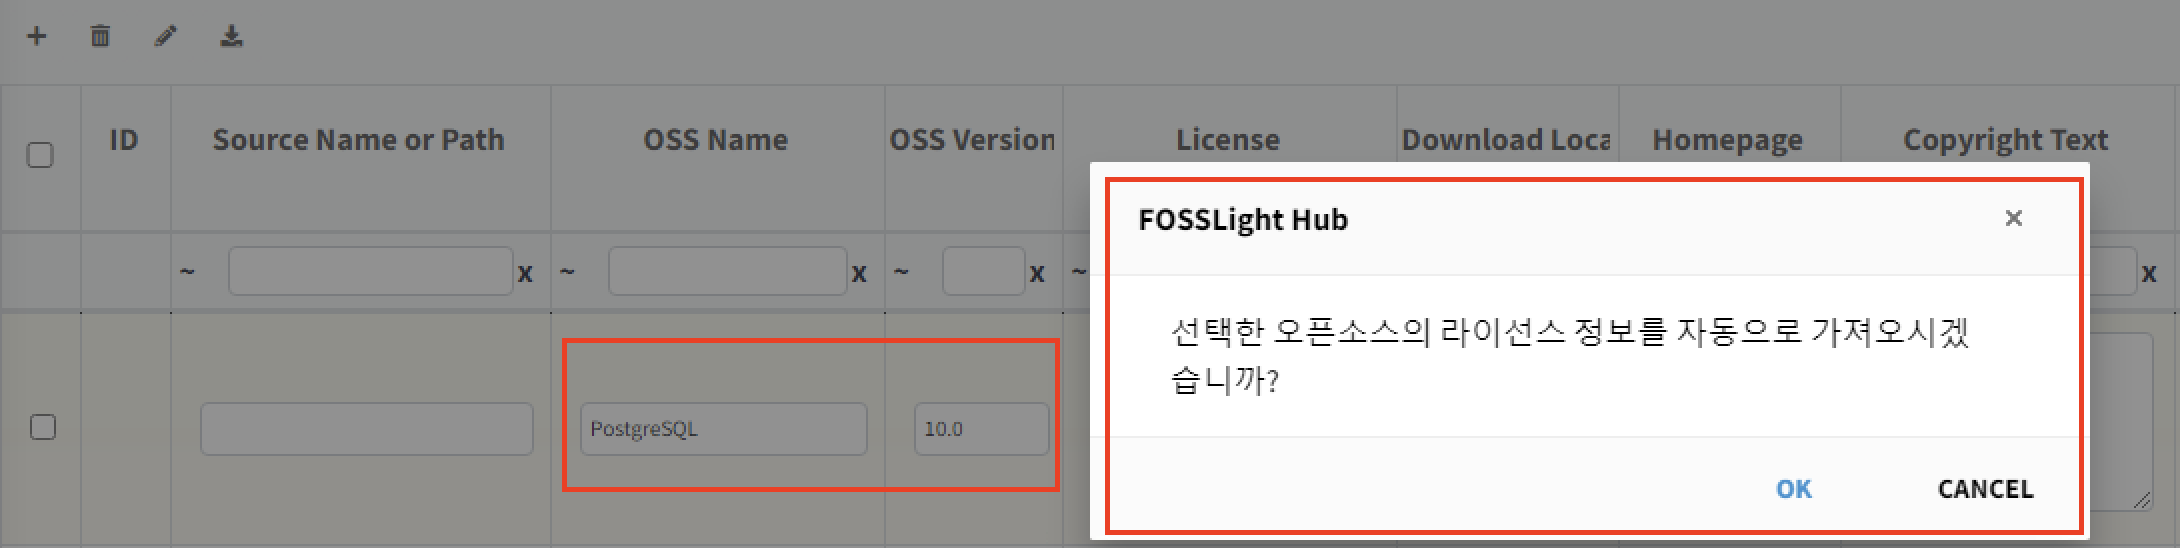 ID Source Name or Path OSS Name OSS Version License Download Loca Homepage Copyright Text
~ x ~ x ~ x ~ x
PostgreSQL 10.0
FOSSLight Hub ×
선택한 오픈소스의 라이선스 정보를 자동으로 가져오시겠
습니까?
OK CANCEL